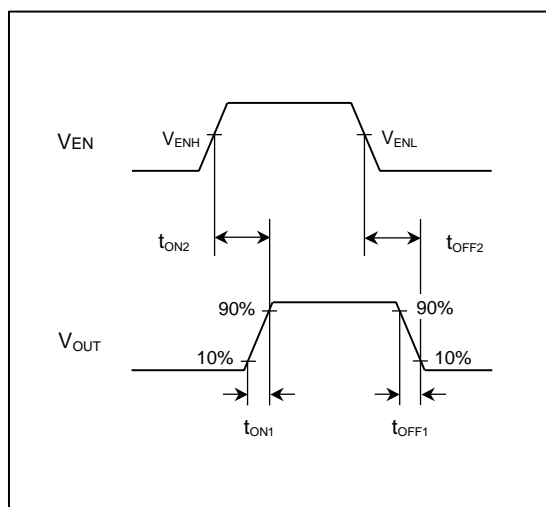 VEN
VENH
VENL
tON2
tOFF2
90%
90%
VOUT
10%
10%
tON1
tOFF1